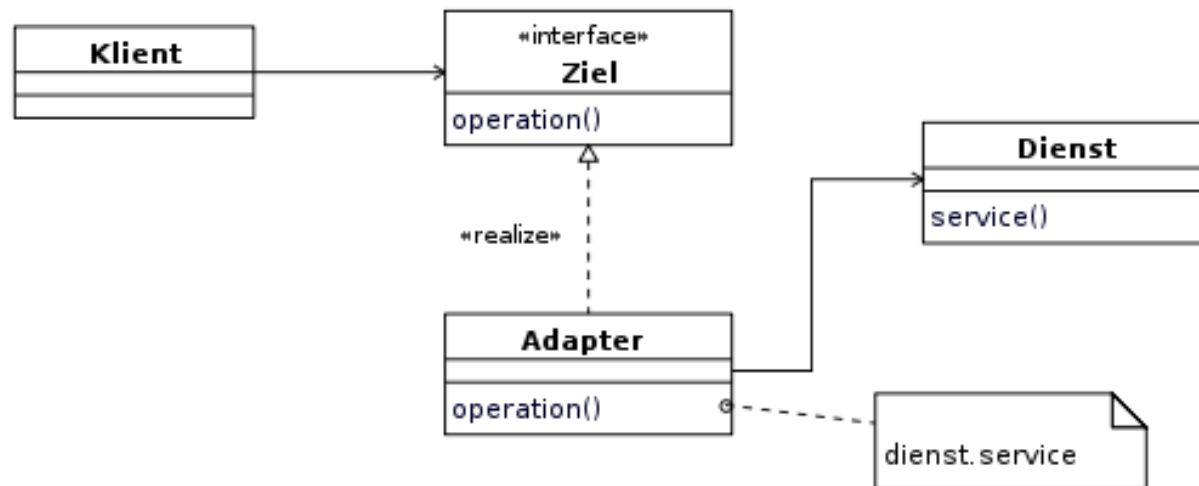 Klient
«interface»
Ziel
operation()
Dienst
service()
«realize»
Adapter
operation()
dienst.service